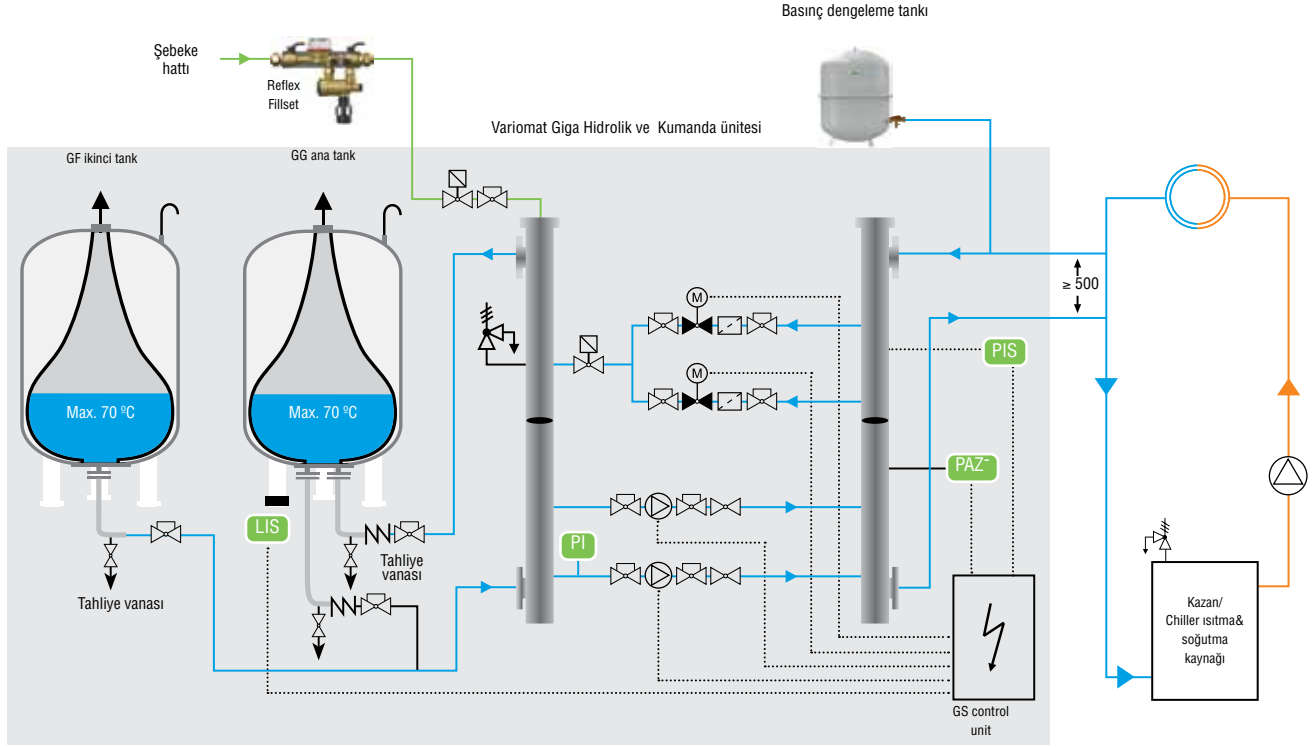 Basınç dengeleme tankı
Şebeke
hattı
Reflex
Fillset
Variomat Giga Hidrolik ve Kumanda ünitesi
GF ikinci tank
GG ana tank
≥ 500
M
PIS
Max. 70 ºC
Max. 70 ºC
M
PAZ-
LIS
PI
Tahliye
vanası
Tahliye vanası
Kazan/
Chiller ısıtma&
soğutma
kaynağı
GS control
unit